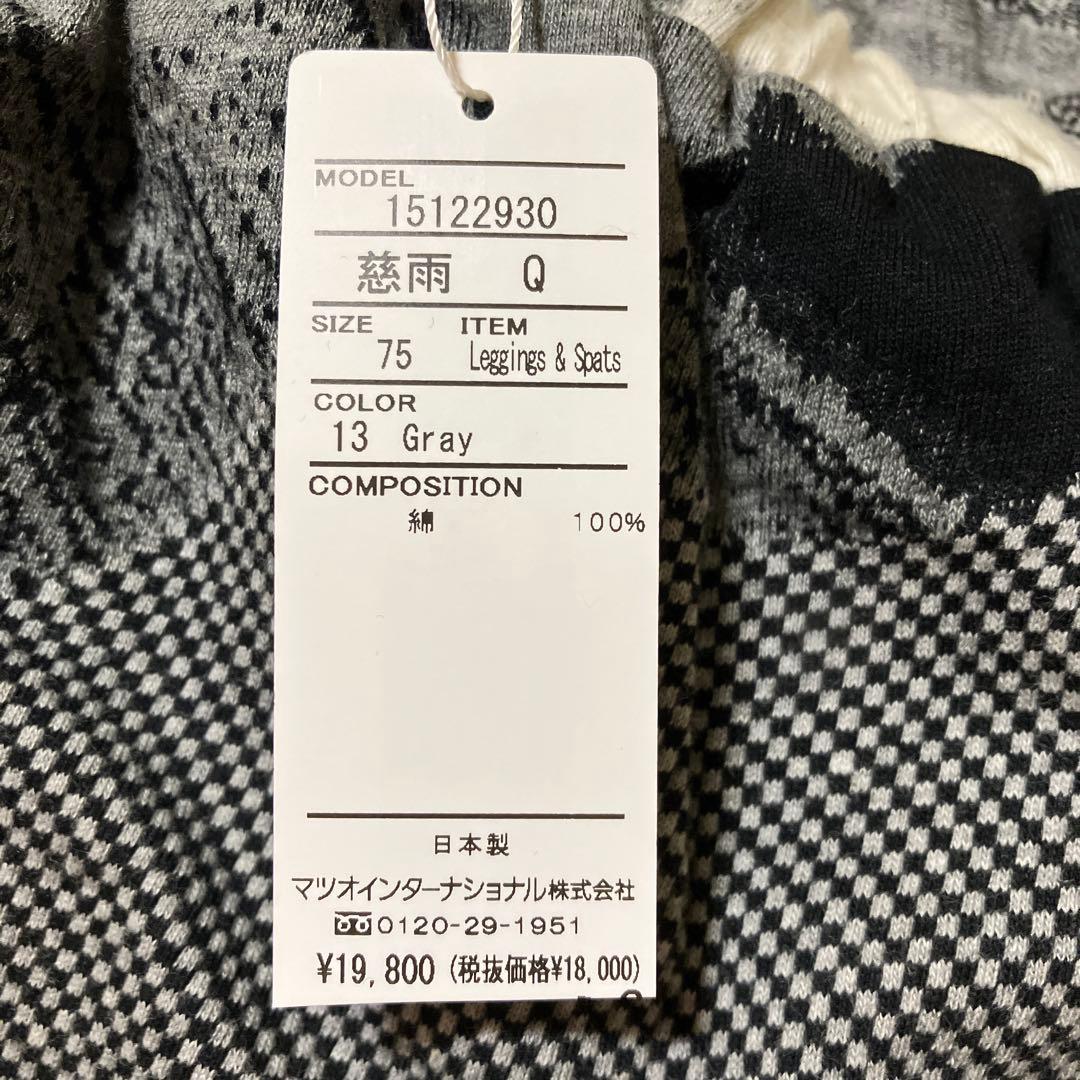 MODEL
15122930
慈雨 Q
SIZE ITEM
75 Leggings & Spats
COLOR
13 Gray
COMPOSITION
綿 100%
日本製
マツオインターナショナル株式会社
0120-29-1951
¥19,800 (税抜価格¥18,000)